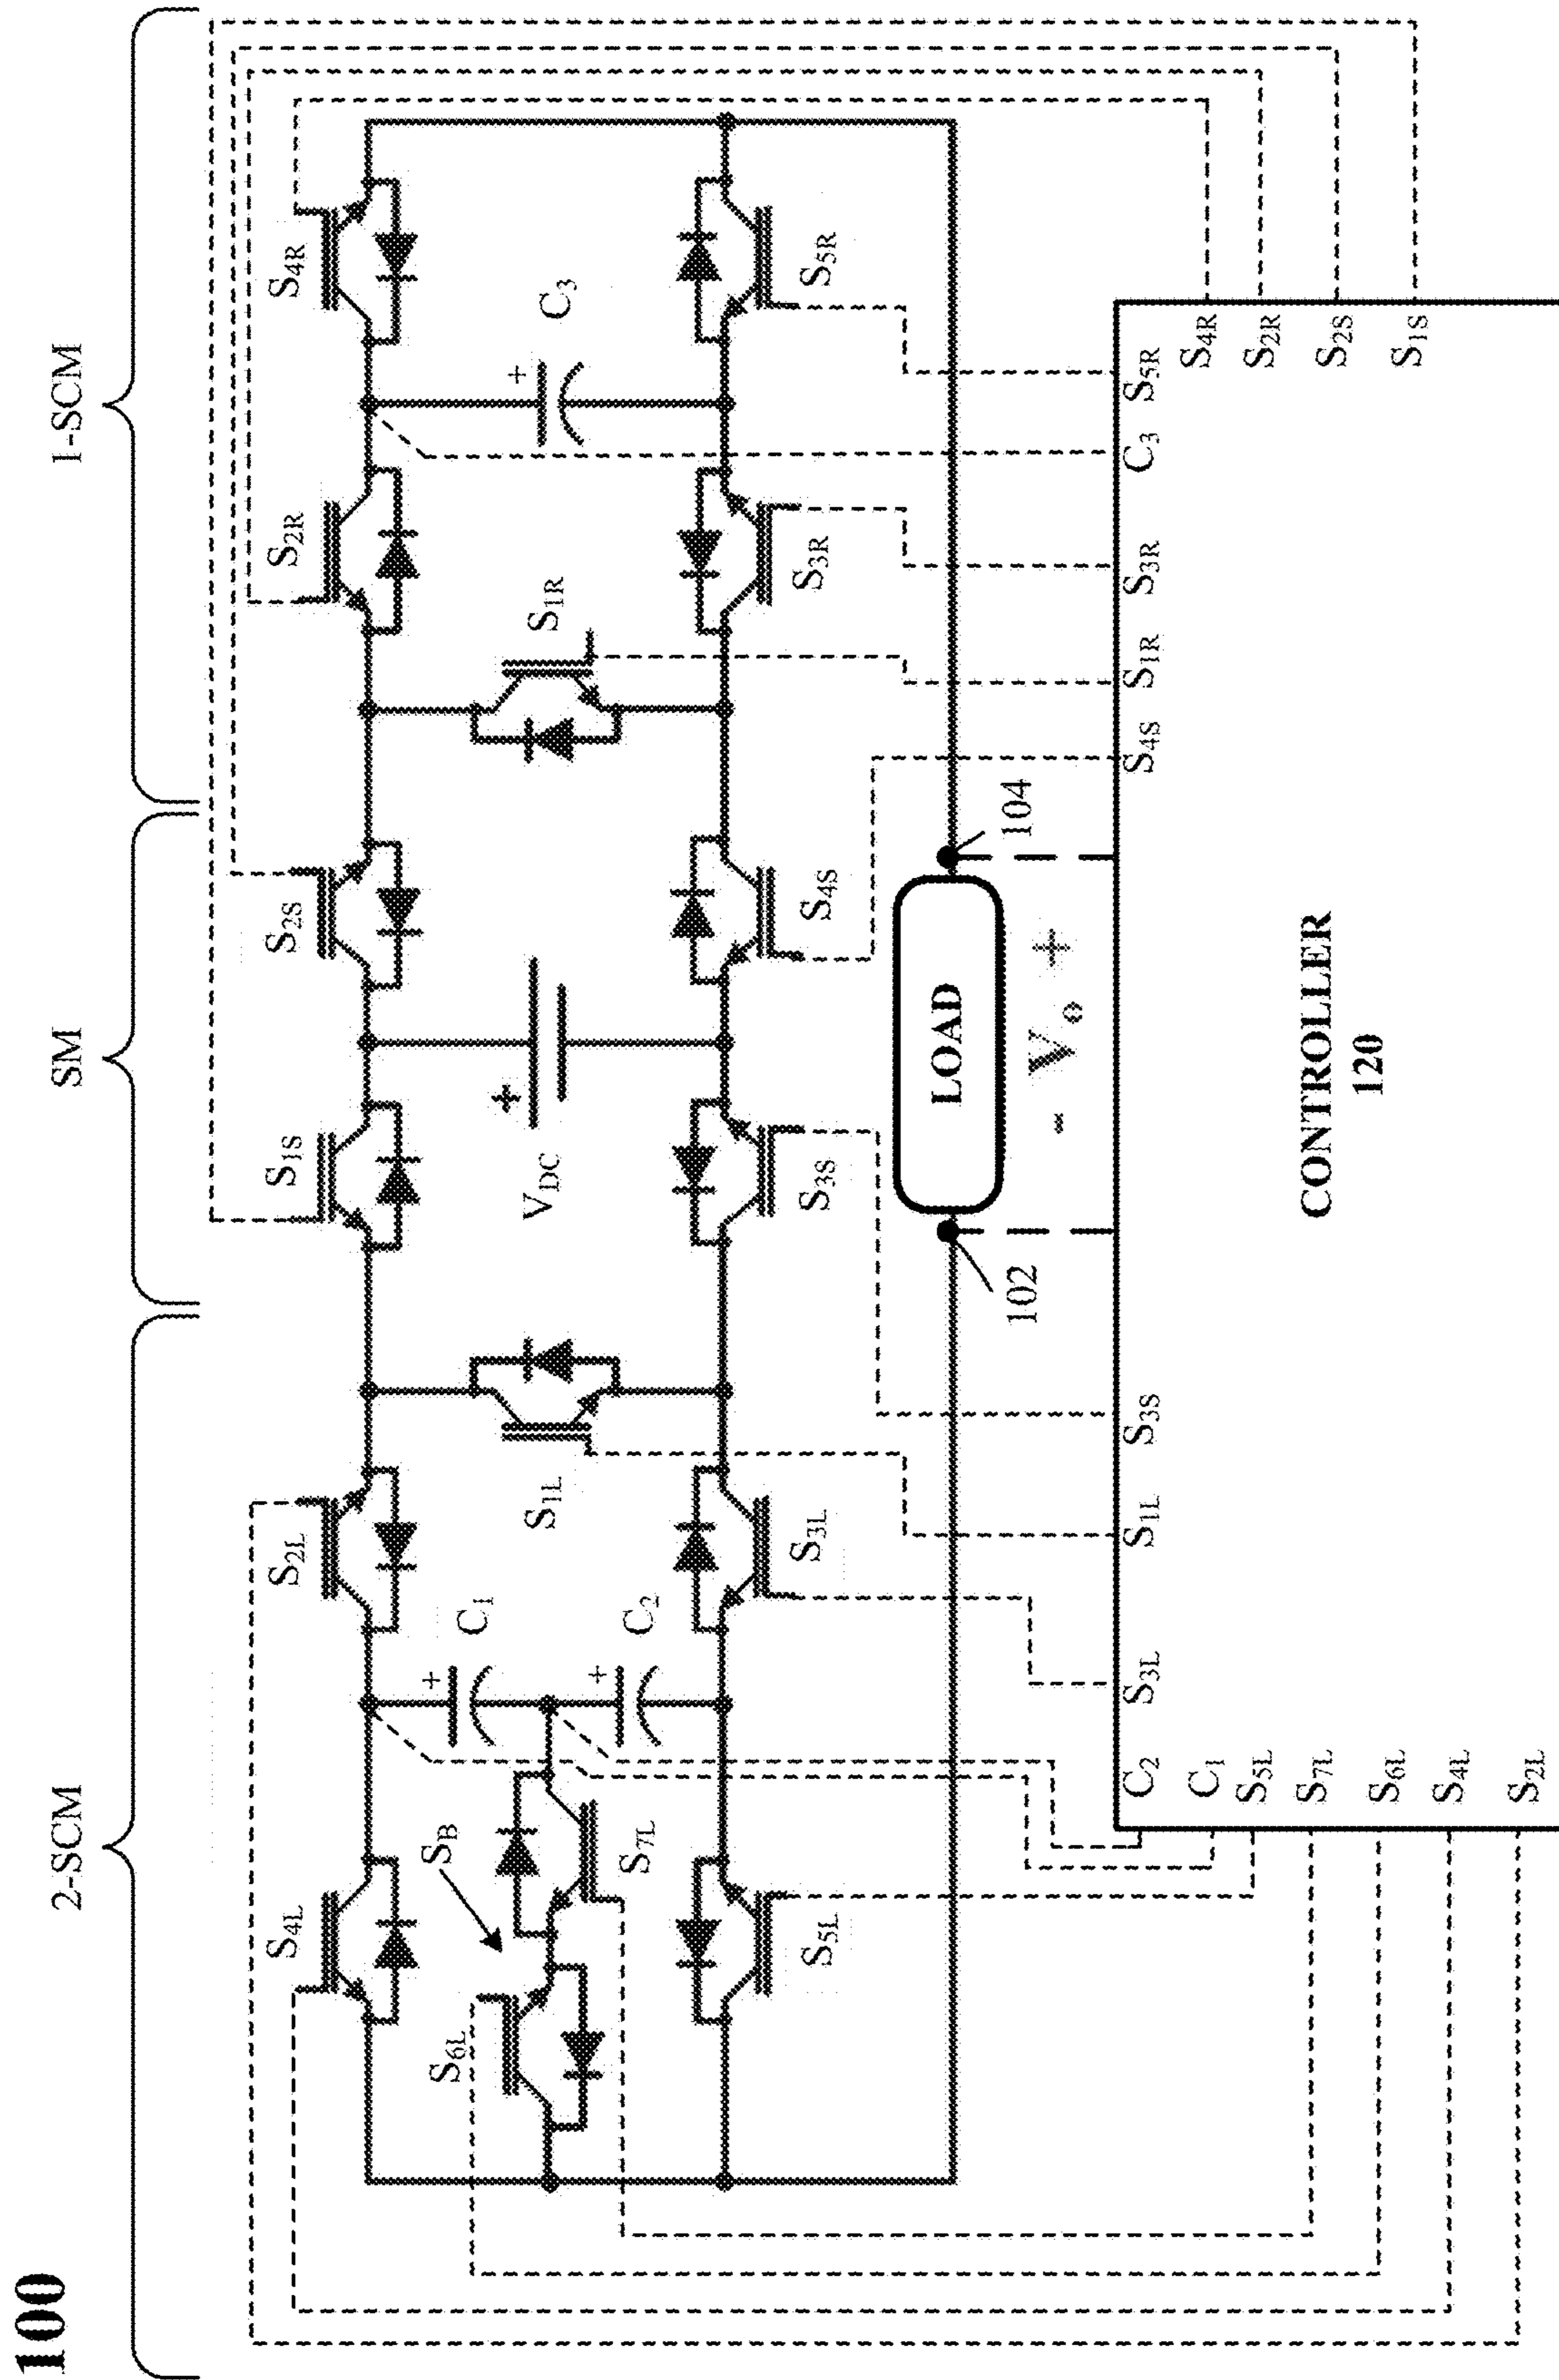 100
2-SCM
SM
1-SCM
S4L
S2L
S1S
S2S
S2R
S4R
S6L
SB
C1
S1L
+
VDC
S1R
+
C3
S7L
+
C2
+
S5L
S3L
S3S
S4S
S3R
S5R
LOAD
102
- Vo +
104
C2
S3L
S1L
S3S
S4S
S1R
S3R
C3
S5R
C1
S5L
S7L
S6L
S4L
S2L
S4R
S2R
S2S
S1S
CONTROLLER
120